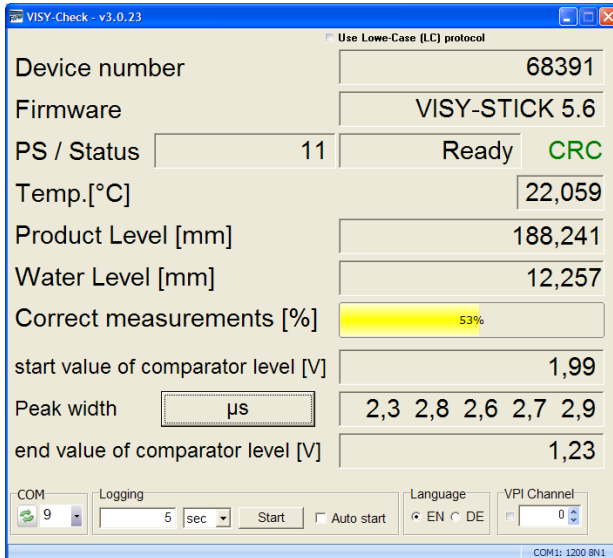 VISY-Check - v3.0.23
Use Lowe-Case (LC) protocol
Device number 68391
Firmware VISY-STICK 5.6
PS / Status 11 Ready CRC
Temp.[°C] 22,059
Product Level [mm] 188,241
Water Level [mm] 12,257
Correct measurements [%] 53%
start value of comparator level [V] 1,99
Peak width µs 2,3 2,8 2,6 2,7 2,9
end value of comparator level [V] 1,23
COM Logging Language VPI Channel
9 5 sec Start Auto start EN DE 0
COM1: 1200 8N1